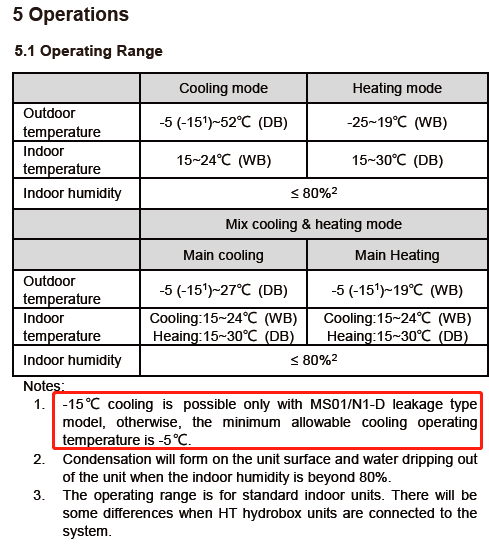 5 Operations
5.1 Operating Range
Cooling mode Heating mode
Outdoor temperature -5 (-15¹)~52℃ (DB) -25~19℃ (WB)
Indoor temperature 15~24℃ (WB) 15~30℃ (DB)
Indoor humidity ≤ 80%²
Mix cooling & heating mode
Main cooling Main Heating
Outdoor temperature -5 (-15¹)~27℃ (DB) -5 (-15¹)~19℃ (WB)
Indoor temperature Cooling:15~24℃ (WB) Heaing:15~30℃ (DB) Cooling:15~24℃ (WB) Heaing:15~30℃ (DB)
Indoor humidity ≤ 80%²
Notes:
1. -15℃ cooling is possible only with MS01/N1-D leakage type
model, otherwise, the minimum allowable cooling operating
temperature is -5℃.
2. Condensation will form on the unit surface and water dripping out
of the unit when the indoor humidity is beyond 80%.
3. The operating range is for standard indoor units. There will be
some differences when HT hydrobox units are connected to the
system.